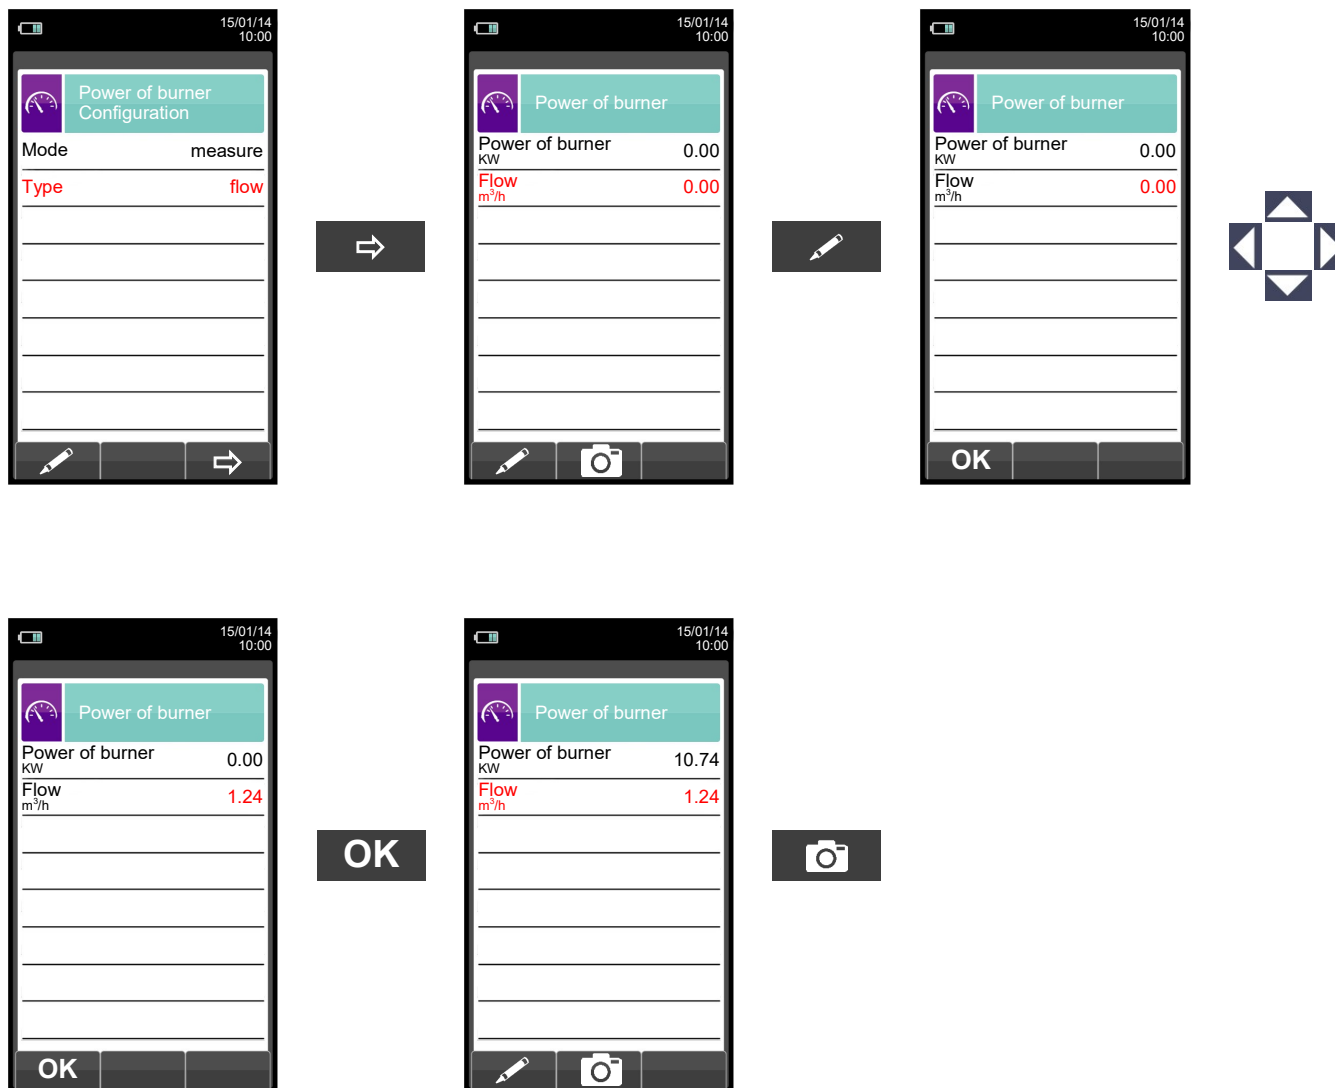 15/01/14
10:00
Power of burner
Configuration
Mode measure
Type flow
15/01/14
10:00
Power of burner
Power of burner 0.00
KW
Flow 0.00
m³/h
15/01/14
10:00
Power of burner
Power of burner 0.00
KW
Flow 0.00
m³/h
OK
15/01/14
10:00
Power of burner
Power of burner 0.00
KW
Flow 1.24
m³/h
OK
OK
15/01/14
10:00
Power of burner
Power of burner 10.74
KW
Flow 1.24
m³/h